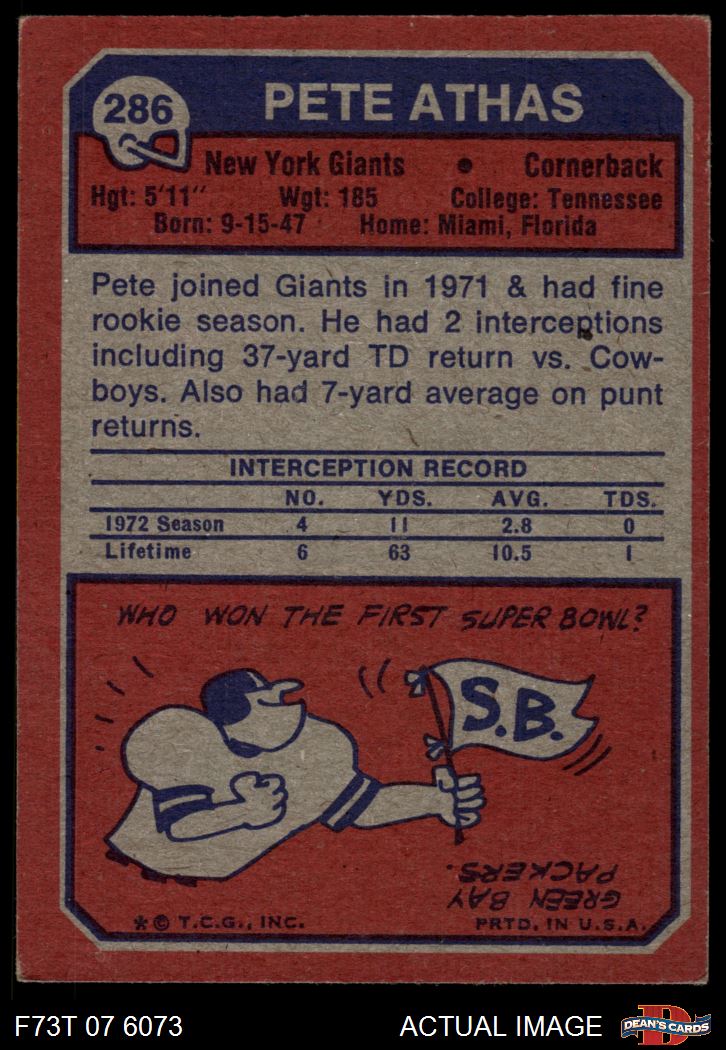 286
PETE ATHAS
New York Giants • Cornerback
Hgt: 5'11" Wgt: 185 College: Tennessee
Born: 9-15-47 Home: Miami, Florida
Pete joined Giants in 1971 & had fine
rookie season. He had 2 interceptions
including 37-yard TD return vs. Cow-
boys. Also had 7-yard average on punt
returns.
INTERCEPTION RECORD
NO. YDS. AVG. TDS.
1972 Season 4 11 2.8 0
Lifetime 6 63 10.5 1
WHO WON THE FIRST SUPER BOWL?
S.B.
GREEN BAY
PACKERS.
* © T.C.G., INC. PRTD. IN U.S.A.
F73T 07 6073 ACTUAL IMAGE
D
DEAN'S CARDS